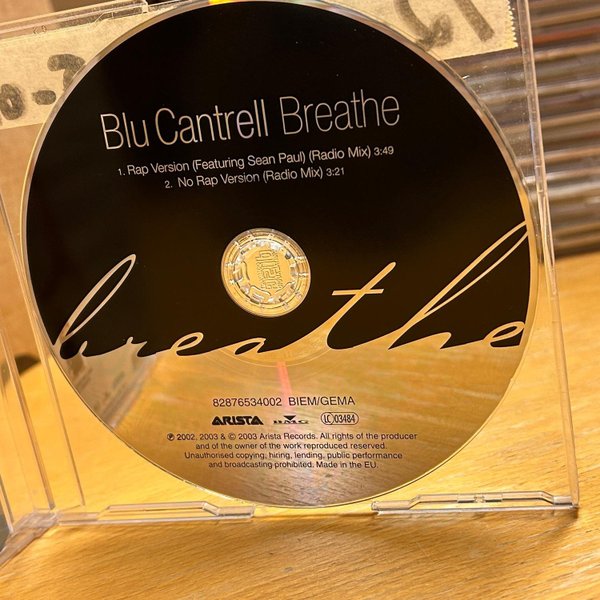 Blu Cantrell Breathe
1. Rap Version (Featuring Sean Paul) (Radio Mix) 3:49
2. No Rap Version (Radio Mix) 3:21
breathe
82876534002 BIEM/GEMA
ARISTA BMG LC 03484
℗ 2002, 2003 & © 2003 Arista Records. All rights of the producer
and of the owner of the work reproduced reserved.
Unauthorised copying, hiring, lending, public performance
and broadcasting prohibited. Made in the EU.